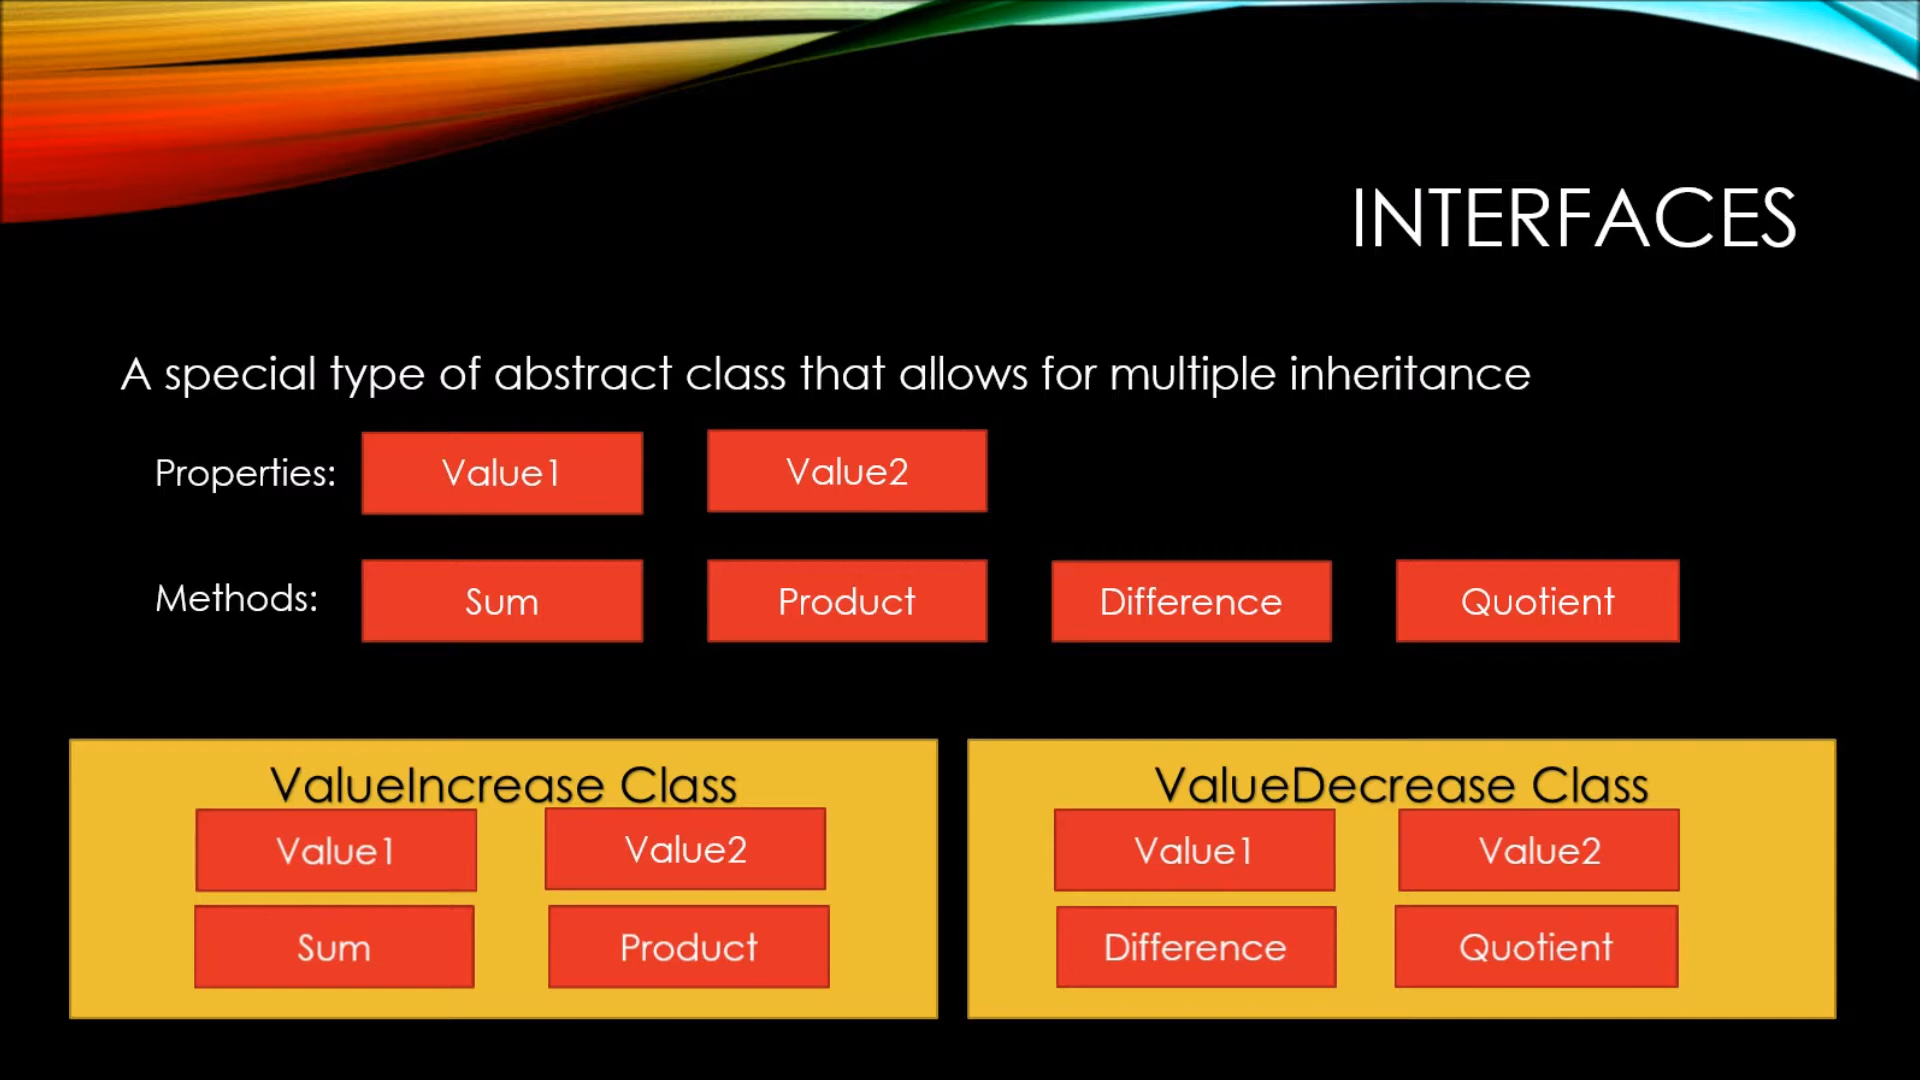 INTERFACES
A special type of abstract class that allows for multiple inheritance
Properties: Value1 Value2
Methods: Sum Product Difference Quotient
ValueIncrease Class
Value1 Value2
Sum Product
ValueDecrease Class
Value1 Value2
Difference Quotient